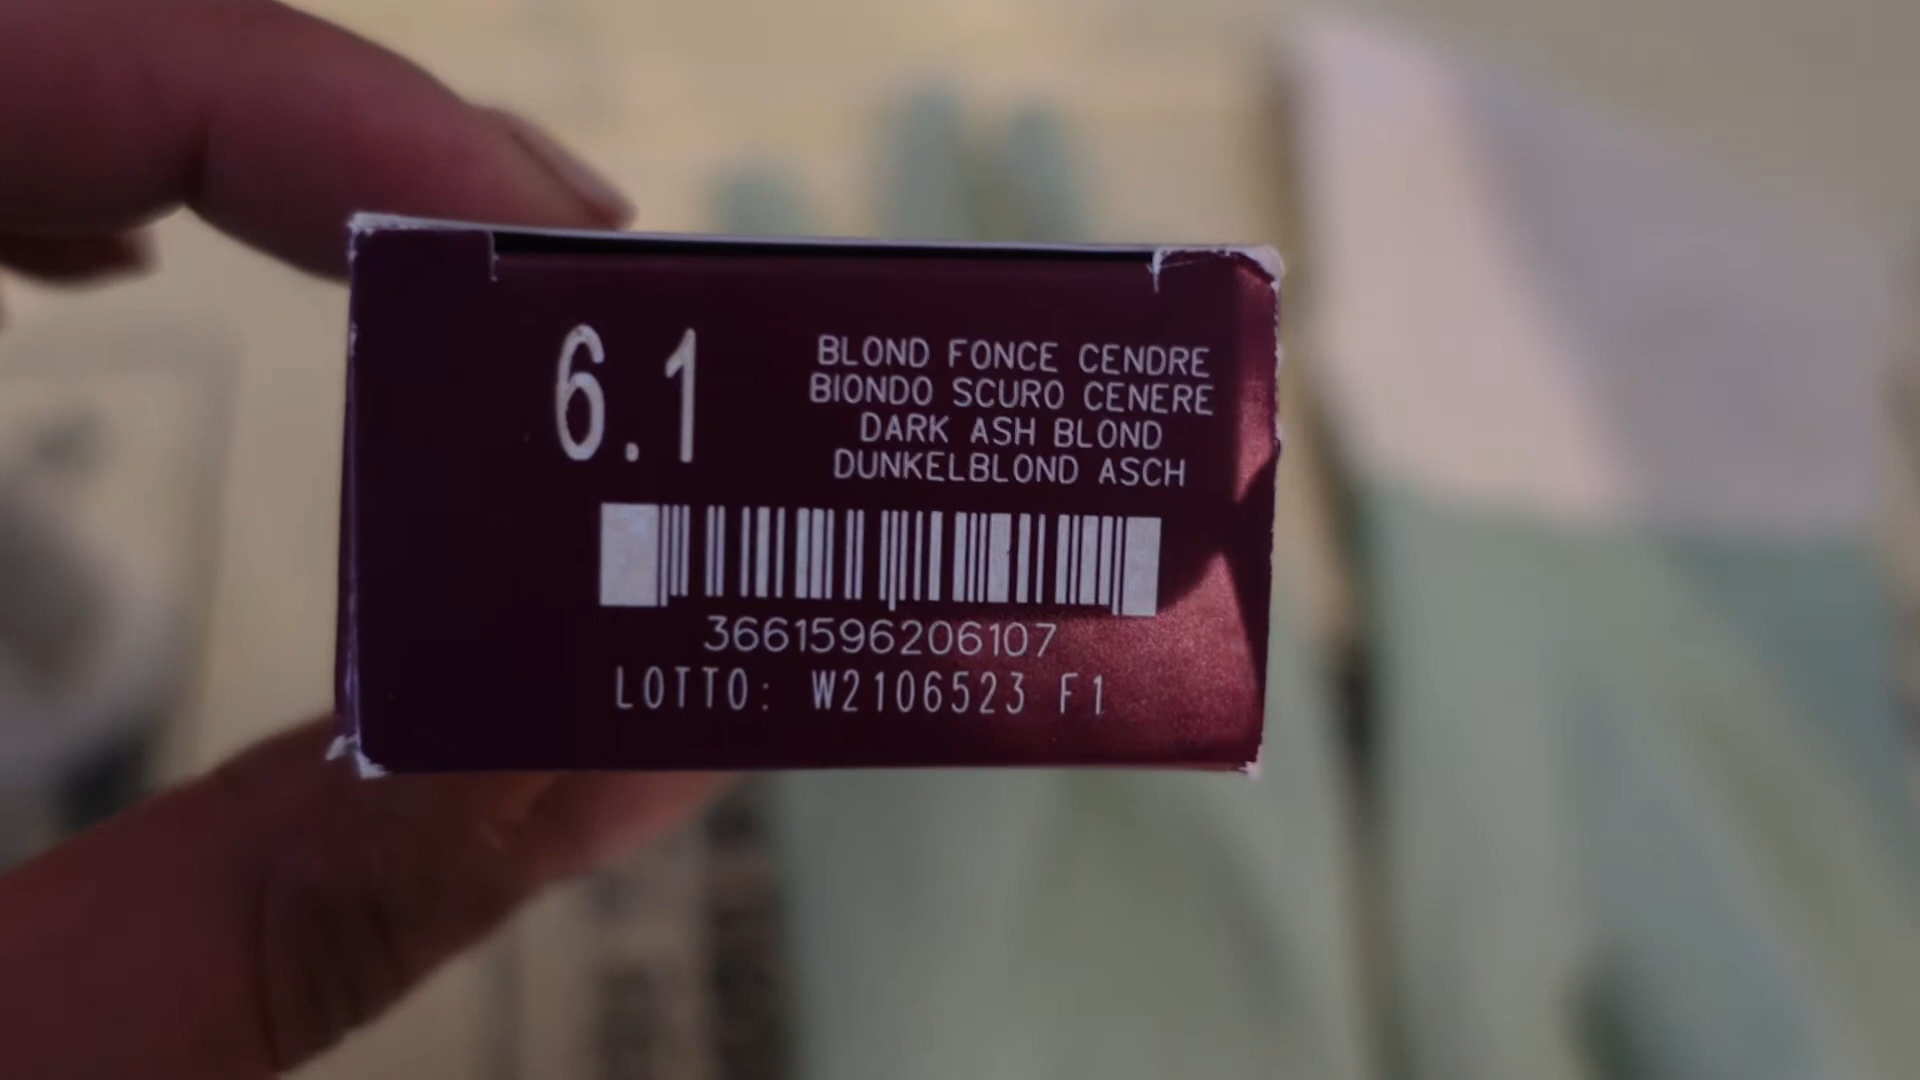 6.1
BLOND FONCE CENDRE
BIONDO SCURO CENERE
DARK ASH BLOND
DUNKELBLOND ASCH
3661596206107
LOTTO: W2106523 F1